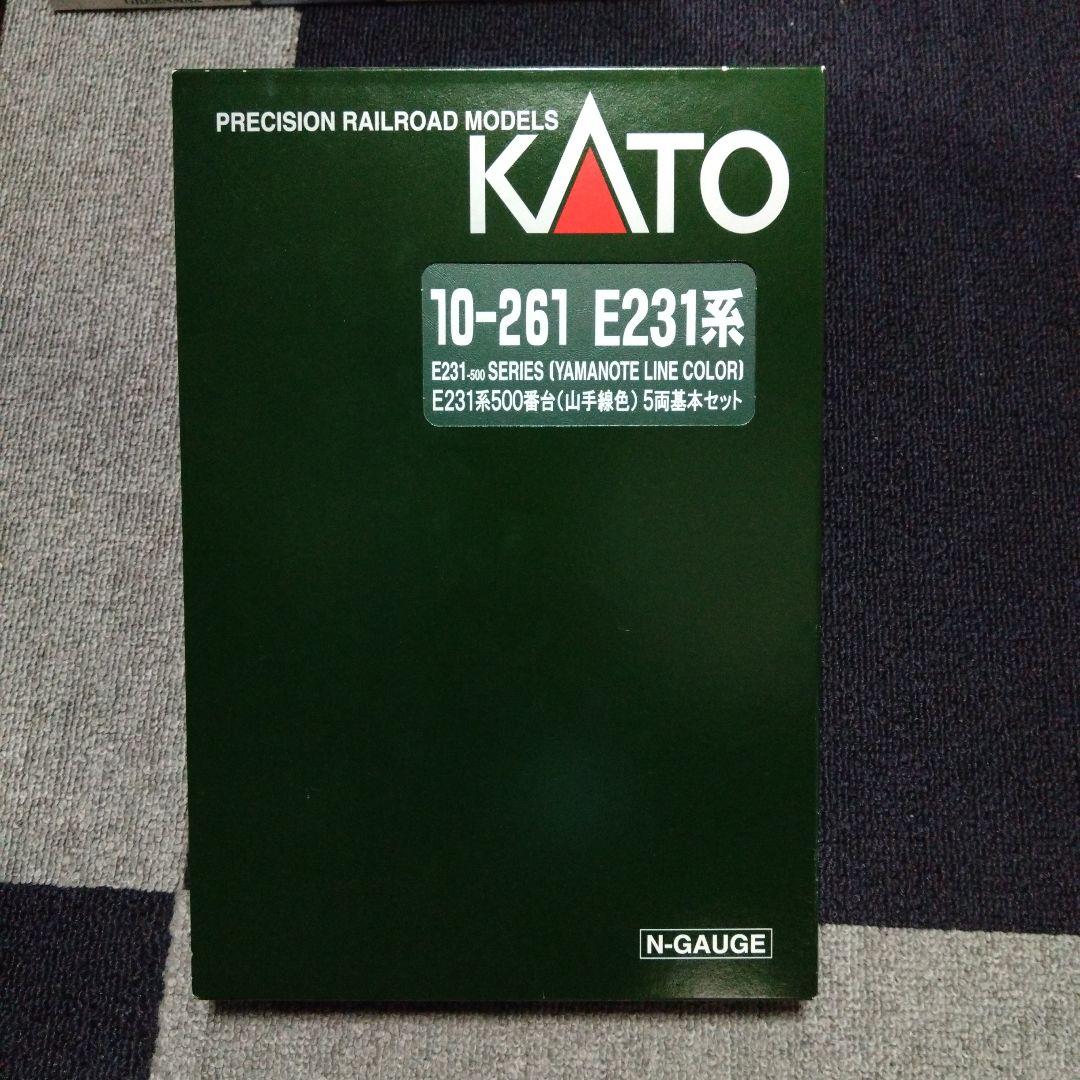 PRECISION RAILROAD MODELS
KATO
10-261 E231系
E231-500 SERIES (YAMANOTE LINE COLOR)
E231系500番台(山手線色) 5両基本セット
N-GAUGE